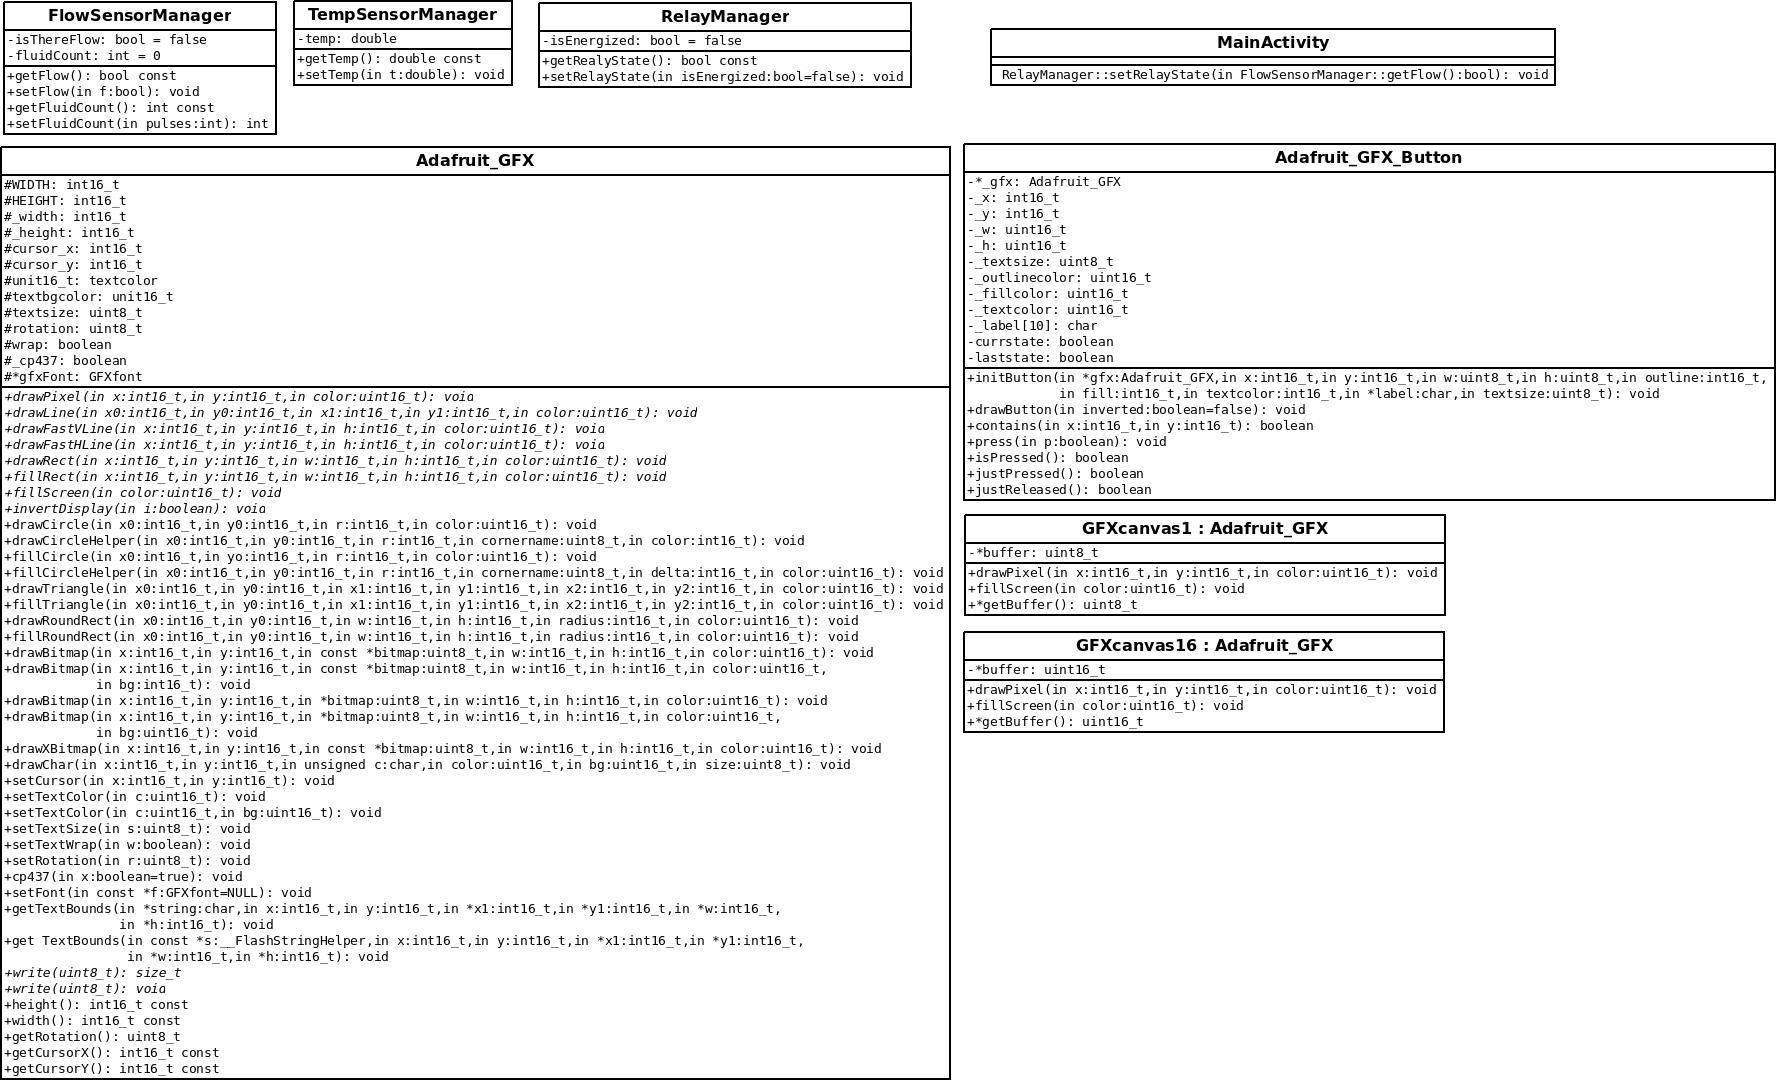 FlowSensorManager
-isThereFlow: bool = false
-fluidCount: int = 0
+getFlow(): bool const
+setFlow(in f:bool): void
+getFluidCount(): int const
+setFluidCount(in pulses:int): int
TempSensorManager
-temp: double
+getTemp(): double const
+setTemp(in t:double): void
RelayManager
-isEnergized: bool = false
+getRealyState(): bool const
+setRelayState(in isEnergized:bool=false): void
MainActivity
RelayManager::setRelayState(in FlowSensorManager::getFlow():bool): void
Adafruit_GFX
#WIDTH: int16_t
#HEIGHT: int16_t
#_width: int16_t
#_height: int16_t
#cursor_x: int16_t
#cursor_y: int16_t
#unit16_t: textcolor
#textbgcolor: unit16_t
#textsize: uint8_t
#rotation: uint8_t
#wrap: boolean
#_cp437: boolean
#*gfxFont: GFXfont
+drawPixel(in x:int16_t,in y:int16_t,in color:uint16_t): void
+drawLine(in x0:int16_t,in y0:int16_t,in x1:int16_t,in y1:int16_t,in color:uint16_t): void
+drawFastVLine(in x:int16_t,in y:int16_t,in h:int16_t,in color:uint16_t): void
+drawFastHLine(in x:int16_t,in y:int16_t,in h:int16_t,in color:uint16_t): void
+drawRect(in x:int16_t,in y:int16_t,in w:int16_t,in h:int16_t,in color:uint16_t): void
+fillRect(in x:int16_t,in y:int16_t,in w:int16_t,in h:int16_t,in color:uint16_t): void
+fillScreen(in color:uint16_t): void
+invertDisplay(in i:boolean): void
+drawCircle(in x0:int16_t,in y0:int16_t,in r:int16_t,in color:uint16_t): void
+drawCircleHelper(in x0:int16_t,in y0:int16_t,in r:int16_t,in cornername:uint8_t,in color:int16_t): void
+fillCircle(in x0:int16_t,in yo:int16_t,in r:int16_t,in color:uint16_t): void
+fillCircleHelper(in x0:int16_t,in y0:int16_t,in r:int16_t,in cornername:uint8_t,in delta:int16_t,in color:uint16_t): void
+drawTriangle(in x0:int16_t,in y0:int16_t,in x1:int16_t,in y1:int16_t,in x2:int16_t,in y2:int16_t,in color:uint16_t): void
+fillTriangle(in x0:int16_t,in y0:int16_t,in x1:int16_t,in y1:int16_t,in x2:int16_t,in y2:int16_t,in color:uint16_t): void
+drawRoundRect(in x0:int16_t,in y0:int16_t,in w:int16_t,in h:int16_t,in radius:int16_t,in color:uint16_t): void
+fillRoundRect(in x0:int16_t,in y0:int16_t,in w:int16_t,in h:int16_t,in radius:int16_t,in color:uint16_t): void
+drawBitmap(in x:int16_t,in y:int16_t,in const *bitmap:uint8_t,in w:int16_t,in h:int16_t,in color:uint16_t): void
+drawBitmap(in x:int16_t,in y:int16_t,in const *bitmap:uint8_t,in w:int16_t,in h:int16_t,in color:uint16_t,
in bg:int16_t): void
+drawBitmap(in x:int16_t,in y:int16_t,in *bitmap:uint8_t,in w:int16_t,in h:int16_t,in color:uint16_t): void
+drawBitmap(in x:int16_t,in y:int16_t,in *bitmap:uint8_t,in w:int16_t,in h:int16_t,in color:uint16_t,
in bg:uint16_t): void
+drawXBitmap(in x:int16_t,in y:int16_t,in const *bitmap:uint8_t,in w:int16_t,in h:int16_t,in color:uint16_t): void
+drawChar(in x:int16_t,in y:int16_t,in unsigned c:char,in color:uint16_t,in bg:uint16_t,in size:uint8_t): void
+setCursor(in x:int16_t,in y:int16_t): void
+setTextColor(in c:uint16_t): void
+setTextColor(in c:uint16_t,in bg:uint16_t): void
+setTextSize(in s:uint8_t): void
+setTextWrap(in w:boolean): void
+setRotation(in r:uint8_t): void
+cp437(in x:boolean=true): void
+setFont(in const *f:GFXfont=NULL): void
+getTextBounds(in *string:char,in x:int16_t,in y:int16_t,in *x1:int16_t,in *y1:int16_t,in *w:int16_t,
in *h:int16_t): void
+get TextBounds(in const *s:__FlashStringHelper,in x:int16_t,in y:int16_t,in *x1:int16_t,in *y1:int16_t,
in *w:int16_t,in *h:int16_t): void
+write(uint8_t): size_t
+write(uint8_t): void
+height(): int16_t const
+width(): int16_t const
+getRotation(): uint8_t
+getCursorX(): int16_t const
+getCursorY(): int16_t const
Adafruit_GFX_Button
-*_gfx: Adafruit_GFX
-_x: int16_t
-_y: int16_t
-_w: uint16_t
-_h: uint16_t
-_textsize: uint8_t
-_outlinecolor: uint16_t
-_fillcolor: uint16_t
-_textcolor: uint16_t
-_label[10]: char
-currstate: boolean
-laststate: boolean
+initButton(in *gfx:Adafruit_GFX,in x:int16_t,in y:int16_t,in w:uint8_t,in h:uint8_t,in outline:int16_t,
in fill:int16_t,in textcolor:int16_t,in *label:char,in textsize:uint8_t): void
+drawButton(in inverted:boolean=false): void
+contains(in x:int16_t,in y:int16_t): boolean
+press(in p:boolean): void
+isPressed(): boolean
+justPressed(): boolean
+justReleased(): boolean
GFXcanvas1 : Adafruit_GFX
-*buffer: uint8_t
+drawPixel(in x:int16_t,in y:int16_t,in color:uint16_t): void
+fillScreen(in color:uint16_t): void
+*getBuffer(): uint8_t
GFXcanvas16 : Adafruit_GFX
-*buffer: uint16_t
+drawPixel(in x:int16_t,in y:int16_t,in color:uint16_t): void
+fillScreen(in color:uint16_t): void
+*getBuffer(): uint16_t